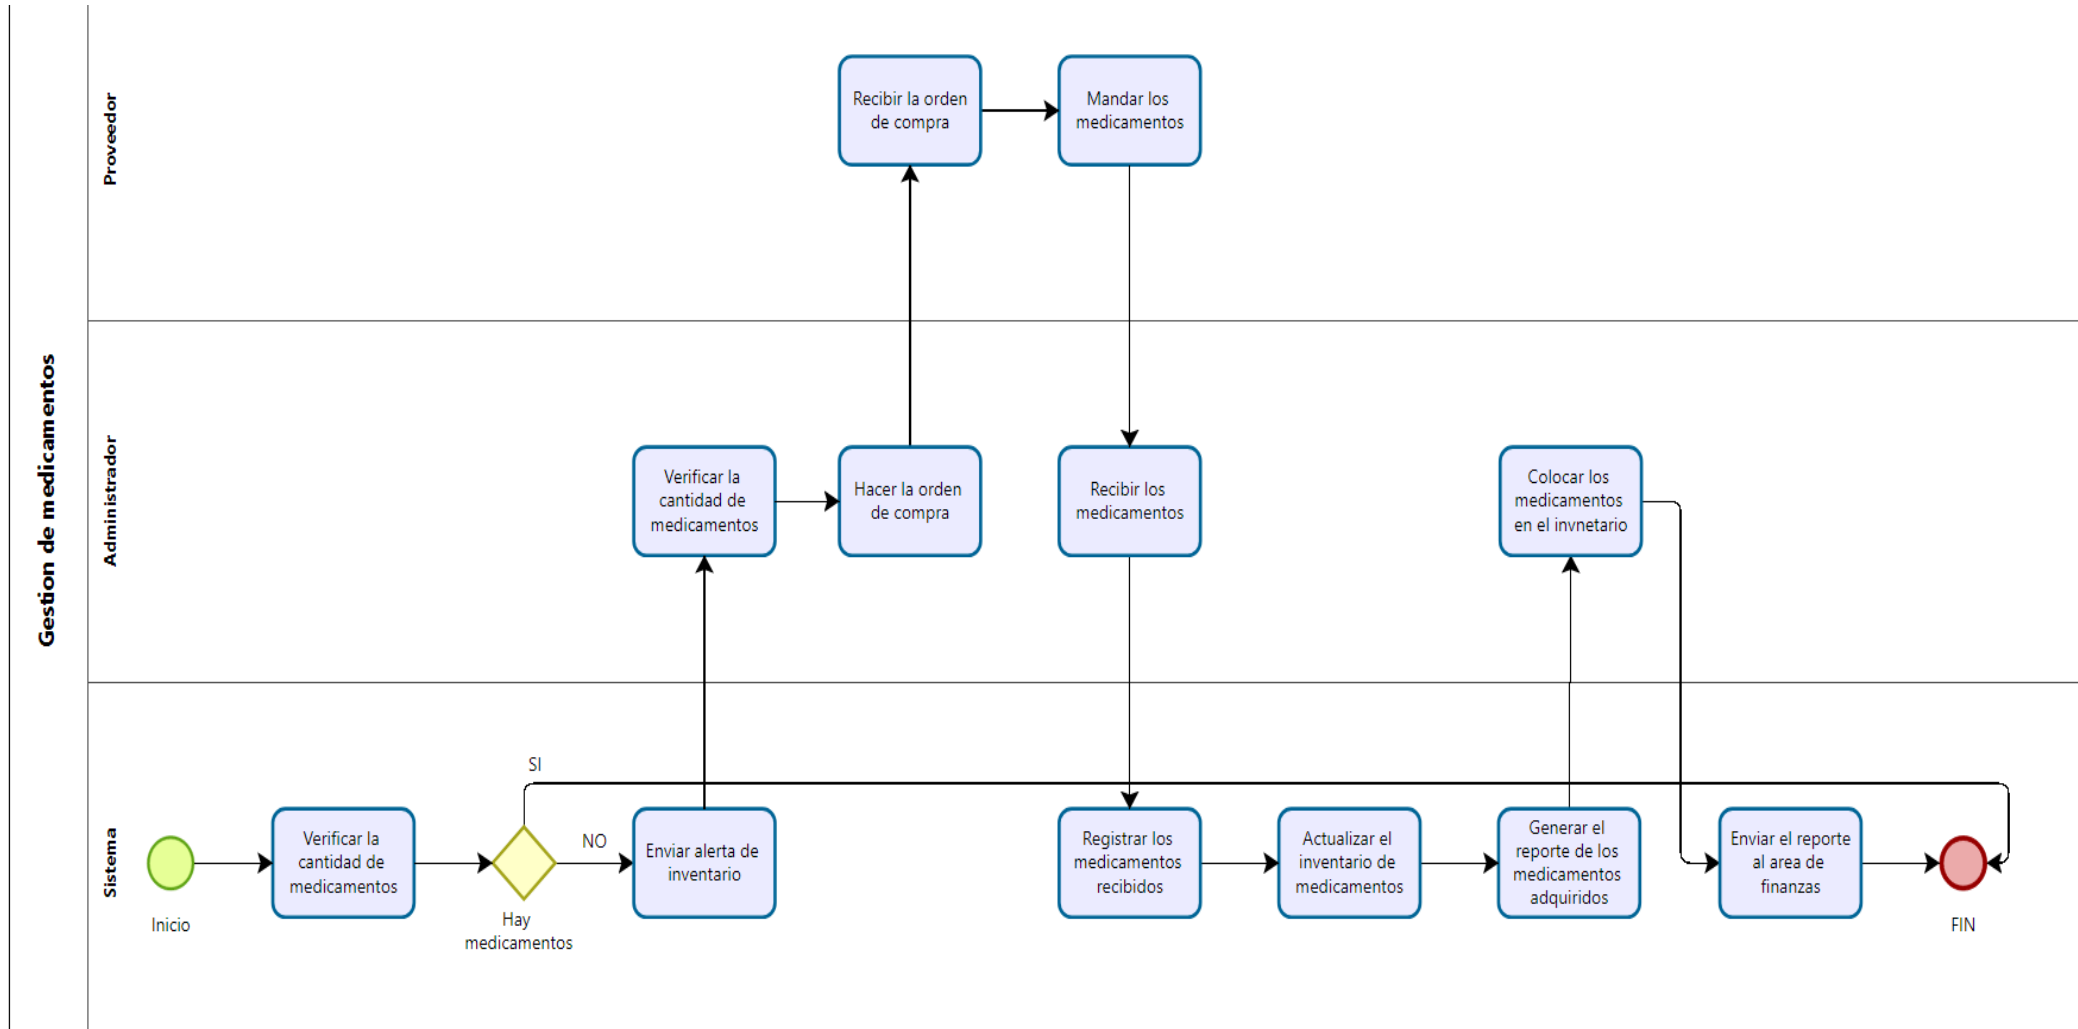 Gestion de medicamentos
Proveedor
Recibir la orden
de compra
Mandar los
medicamentos
Administrador
Verificar la
cantidad de
medicamentos
Hacer la orden
de compra
Recibir los
medicamentos
Colocar los
medicamentos
en el invnetario
Sistema
Inicio
Verificar la
cantidad de
medicamentos
Hay
medicamentos
SI
NO
Enviar alerta de
inventario
Registrar los
medicamentos
recibidos
Actualizar el
inventario de
medicamentos
Generar el
reporte de los
medicamentos
adquiridos
Enviar el reporte
al area de
finanzas
FIN